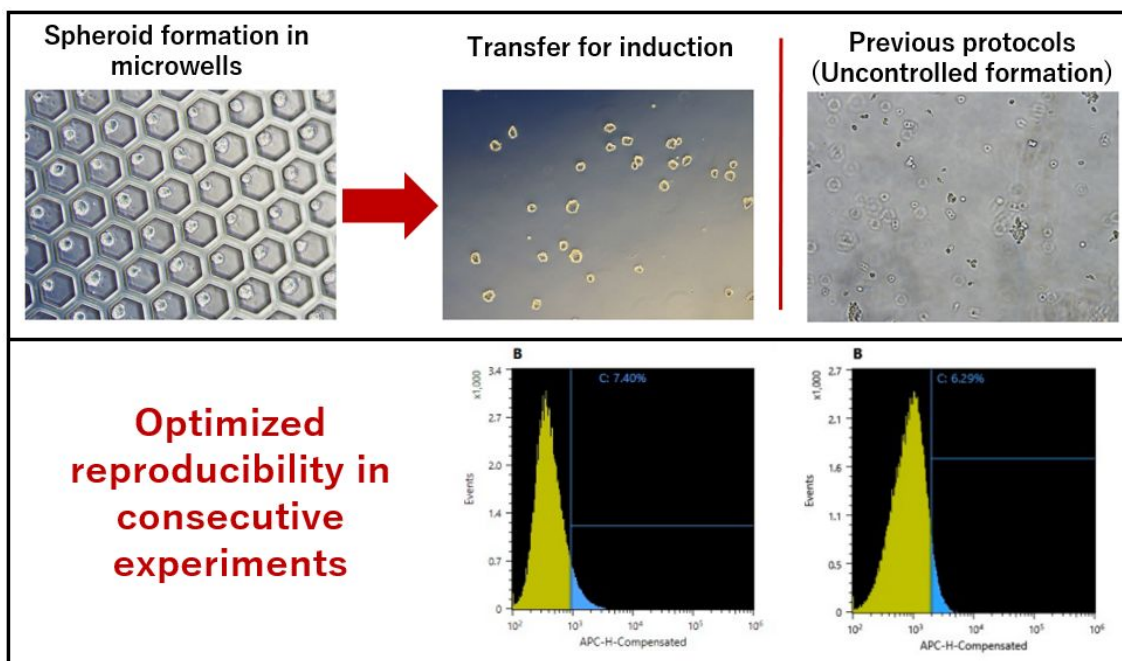 Spheroid formation in
microwells
Transfer for induction
Previous protocols
(Uncontrolled formation)
Optimized
reproducibility in
consecutive
experiments
B
x1,000
3.4
2.7
2.0
1.4
0.7
0
Events
C: 7.40%
10²
10³
10⁴
10⁵
10⁶
APC-H-Compensated
B
x1,000
2.7
2.1
1.6
1.1
0.5
0
Events
C: 6.29%
10²
10³
10⁴
10⁵
10⁶
APC-H-Compensated